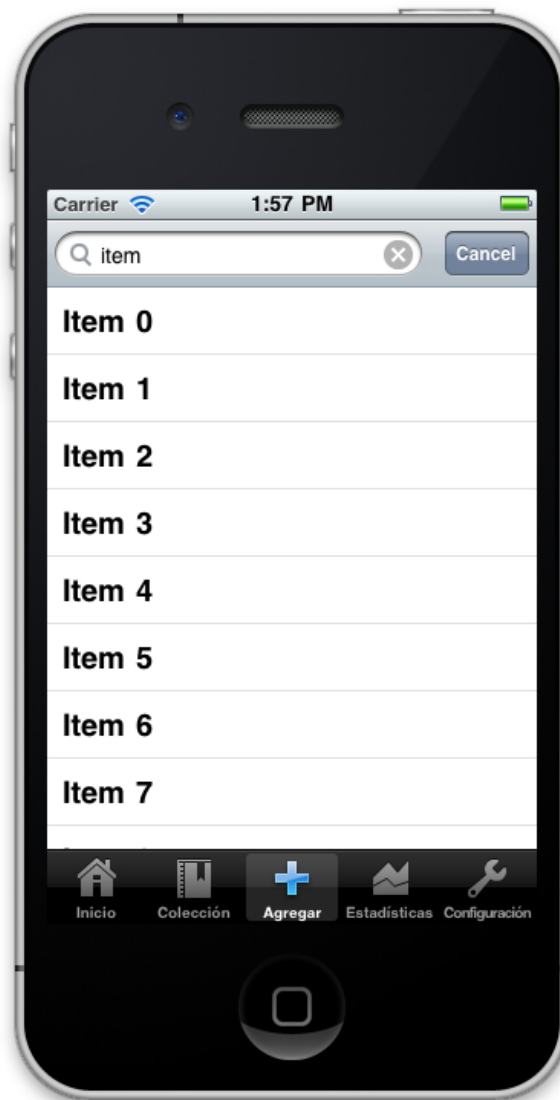 Carrier 1:57 PM
item Cancel
Item 0
Item 1
Item 2
Item 3
Item 4
Item 5
Item 6
Item 7
Inicio Colección Agregar Estadísticas Configuración